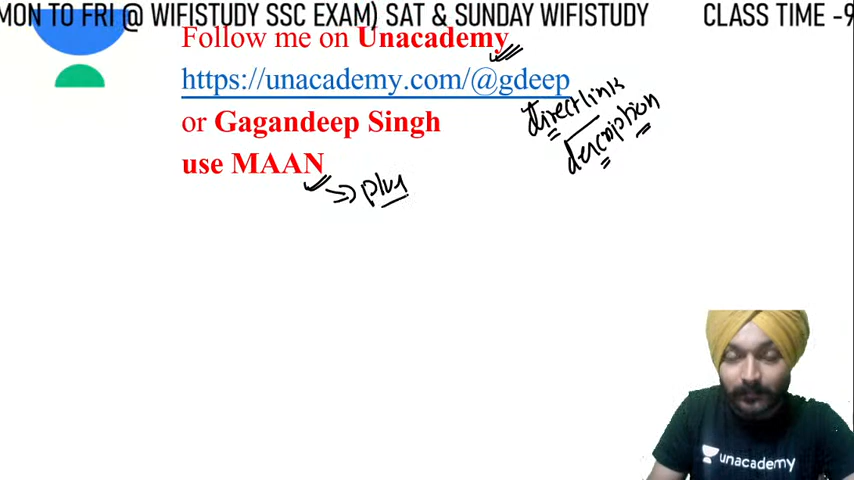 MON TO FRI @ WIFISTUDY SSC EXAM) SAT & SUNDAY WIFISTUDY CLASS TIME -9
Follow me on Unacademy
https://unacademy.com/@gdeep
or Gagandeep Singh
use MAAN
plus
direct link
description
unacademy